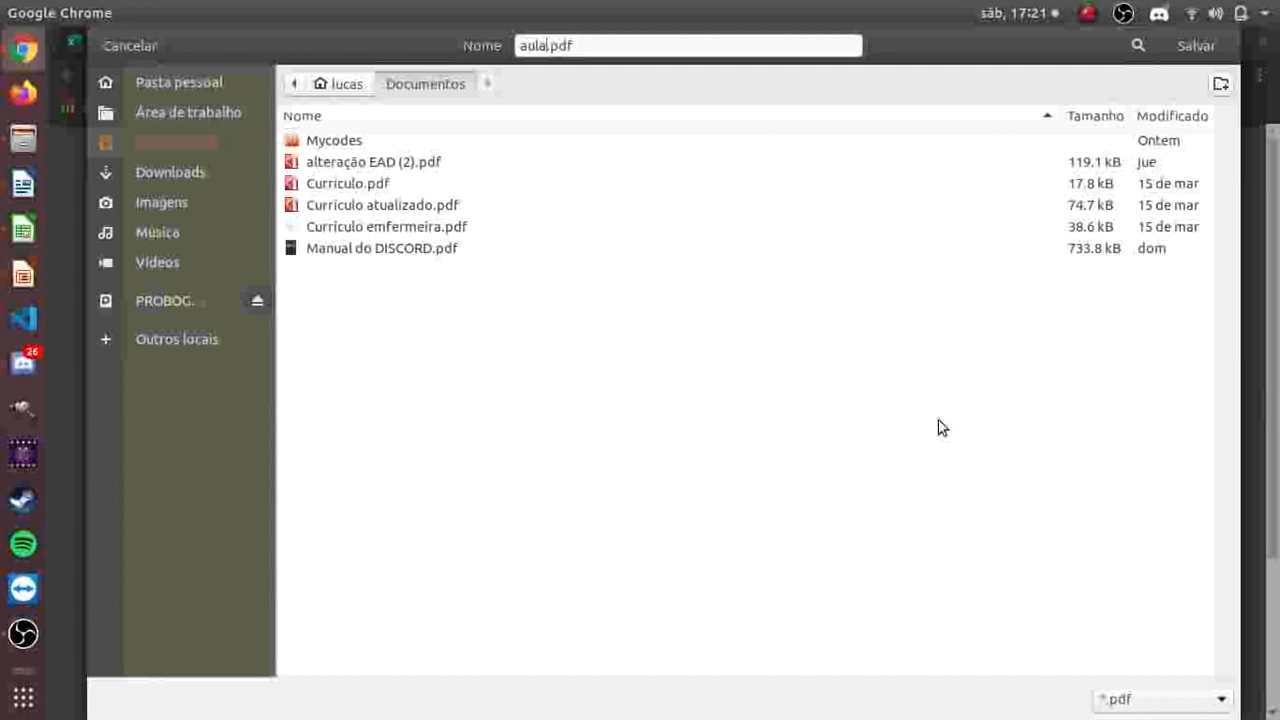 Google Chrome
sáb, 17:21
Cancelar
Nome
aula.pdf
Salvar
Pasta pessoal
Área de trabalho
Downloads
Imagens
Música
Vídeos
PROBOG.
Outros locais
lucas
Documentos
Nome
Tamanho
Modificado
Mycodes
Ontem
alteração EAD (2).pdf
119.1 kB
jue
Curriculo.pdf
17.8 kB
15 de mar
Curriculo atualizado.pdf
74.7 kB
15 de mar
Curriculo emfermeira.pdf
38.6 kB
15 de mar
Manual do DISCORD.pdf
733.8 kB
dom
26
*.pdf